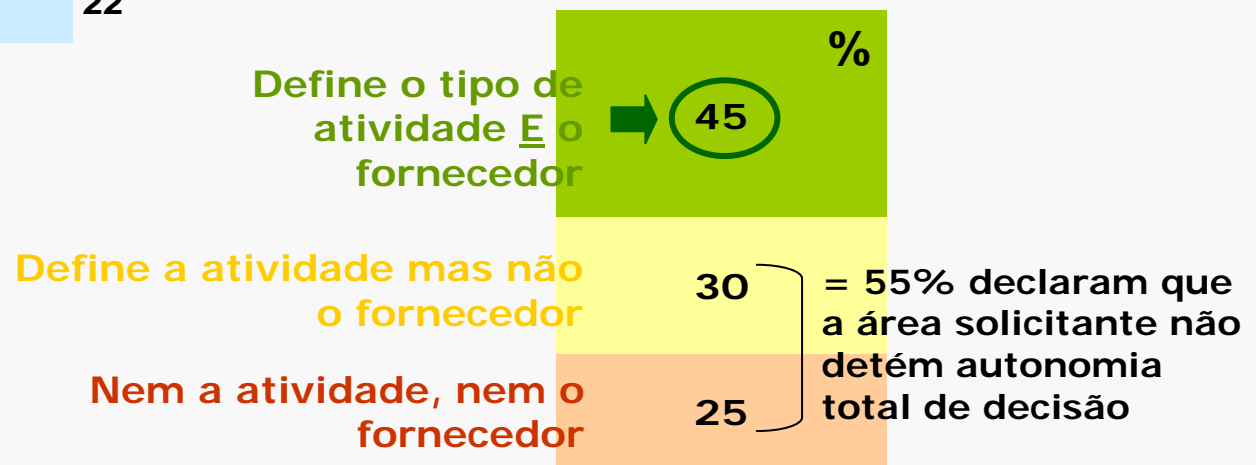 22
%
Define o tipo de
atividade E o
fornecedor
45
Define a atividade mas não
o fornecedor
30
Nem a atividade, nem o
fornecedor
25
= 55% declaram que
a área solicitante não
detém autonomia
total de decisão